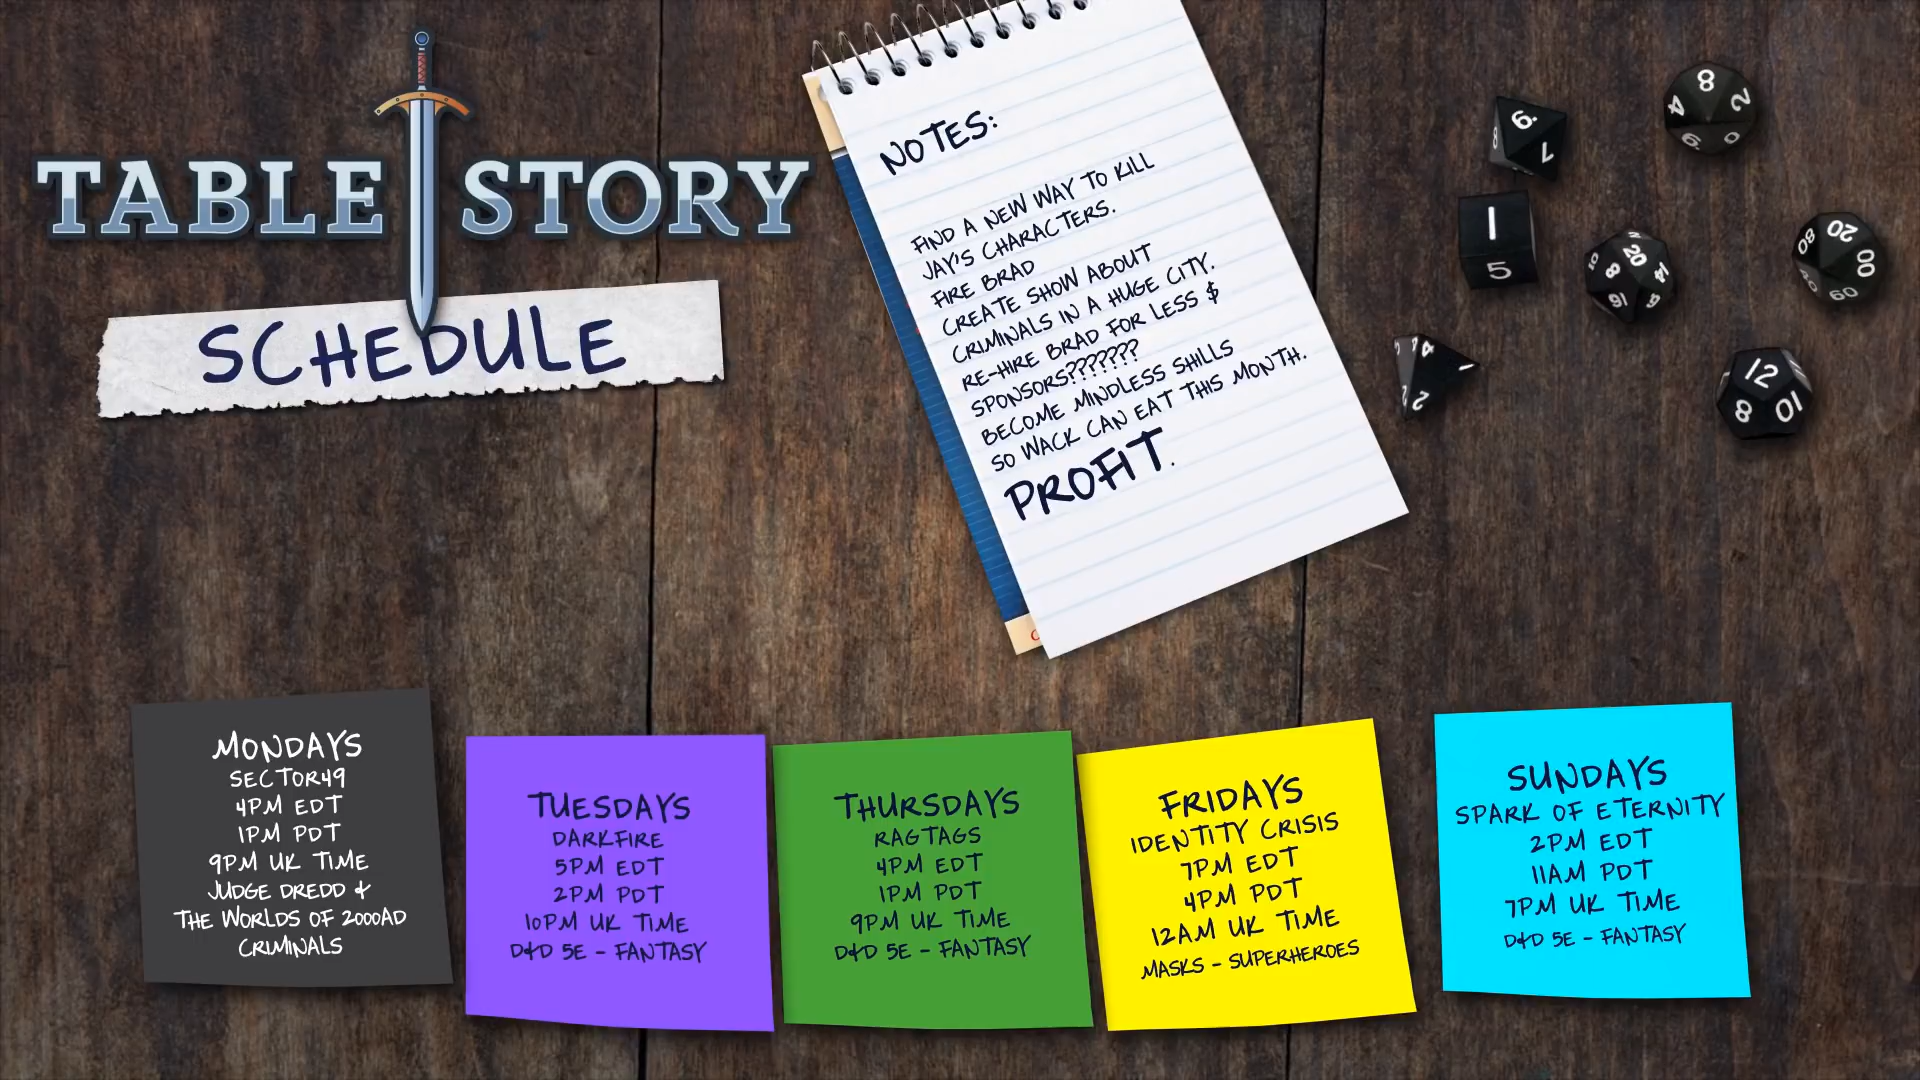 TABLE STORY
SCHEDULE
NOTES:
FIND A NEW WAY TO KILL
JAY'S CHARACTERS.
FIRE BRAD
CREATE SHOW ABOUT
CRIMINALS IN A HUGE CITY.
RE-HIRE BRAD FOR LESS $
SPONSORS???????
BECOME MINDLESS SHILLS
SO WACK CAN EAT THIS MONTH.
PROFIT.
MONDAYS
SECTOR49
4PM EDT
1PM PDT
9PM UK TIME
JUDGE DREDD &
THE WORLDS OF 2000AD
CRIMINALS
TUESDAYS
DARKFIRE
5PM EDT
2PM PDT
10PM UK TIME
D&D 5E - FANTASY
THURSDAYS
RAGTAGS
4PM EDT
1PM PDT
9PM UK TIME
D&D 5E - FANTASY
FRIDAYS
IDENTITY CRISIS
7PM EDT
4PM PDT
12AM UK TIME
MASKS - SUPERHEROES
SUNDAYS
SPARK OF ETERNITY
2PM EDT
11AM PDT
7PM UK TIME
D&D 5E - FANTASY